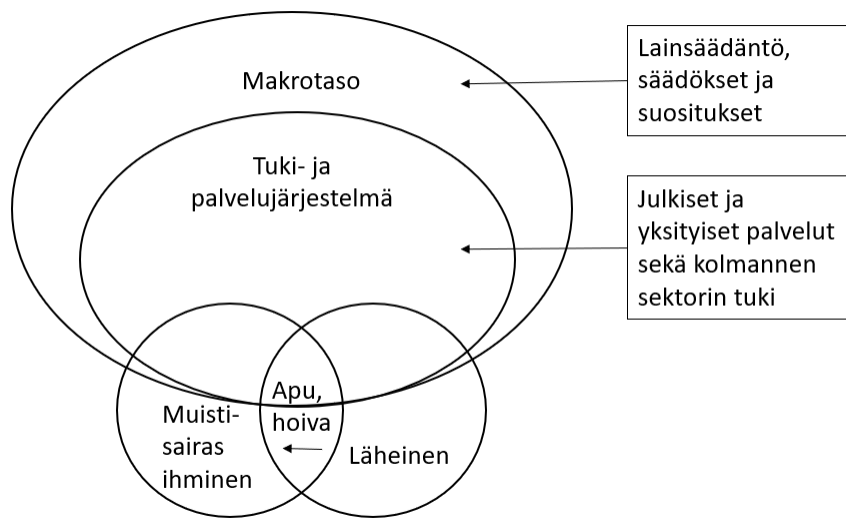 Makrotaso
Lainsäädäntö,
säädökset ja
suositukset
Tuki- ja
palvelujärjestelmä
Julkiset ja
yksityiset palvelut
sekä kolmannen
sektorin tuki
Apu,
hoiva
Muisti-
sairas
ihminen
Läheinen